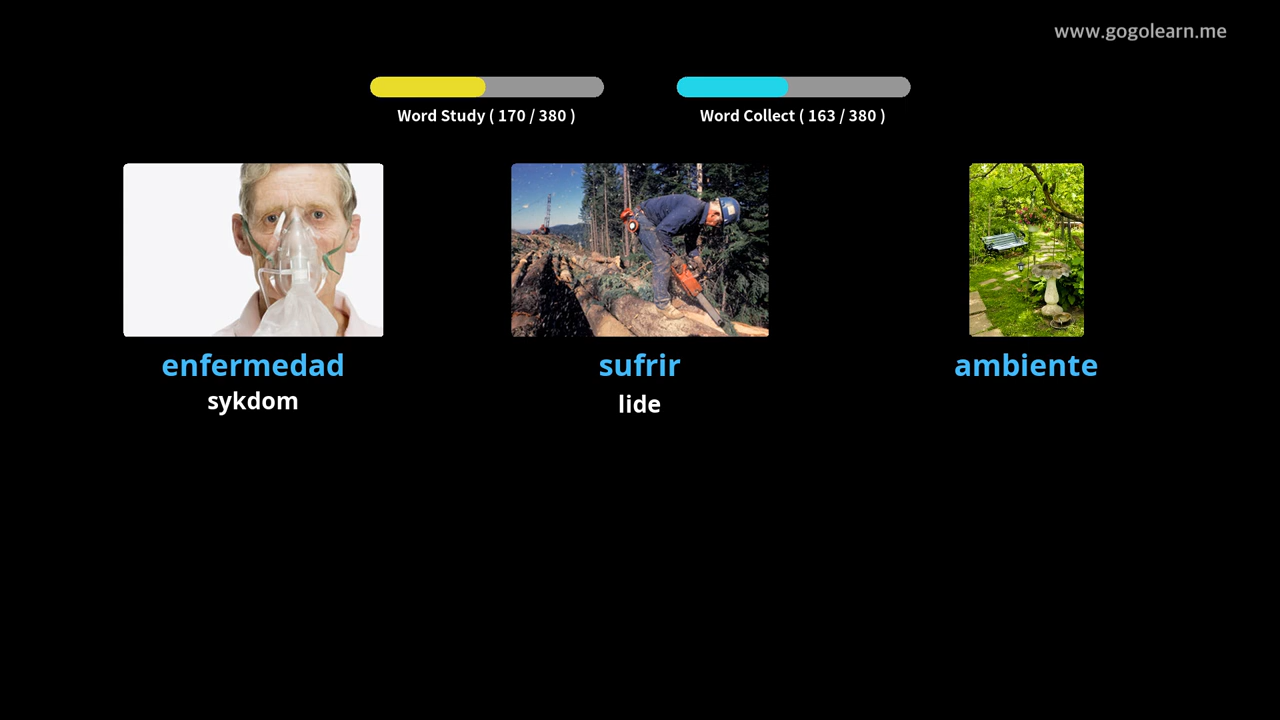 www.gogolearn.me
Word Study ( 170 / 380 )
Word Collect ( 163 / 380 )
enfermedad
sykdom
sufrir
lide
ambiente